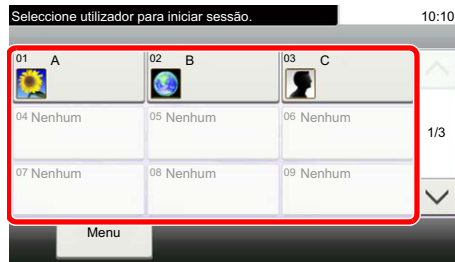 Seleccione utilizador para iniciar sessão. 10:10
01 A 02 B 03 C
04 Nenhum 05 Nenhum 06 Nenhum
1/3
07 Nenhum 08 Nenhum 09 Nenhum
Menu